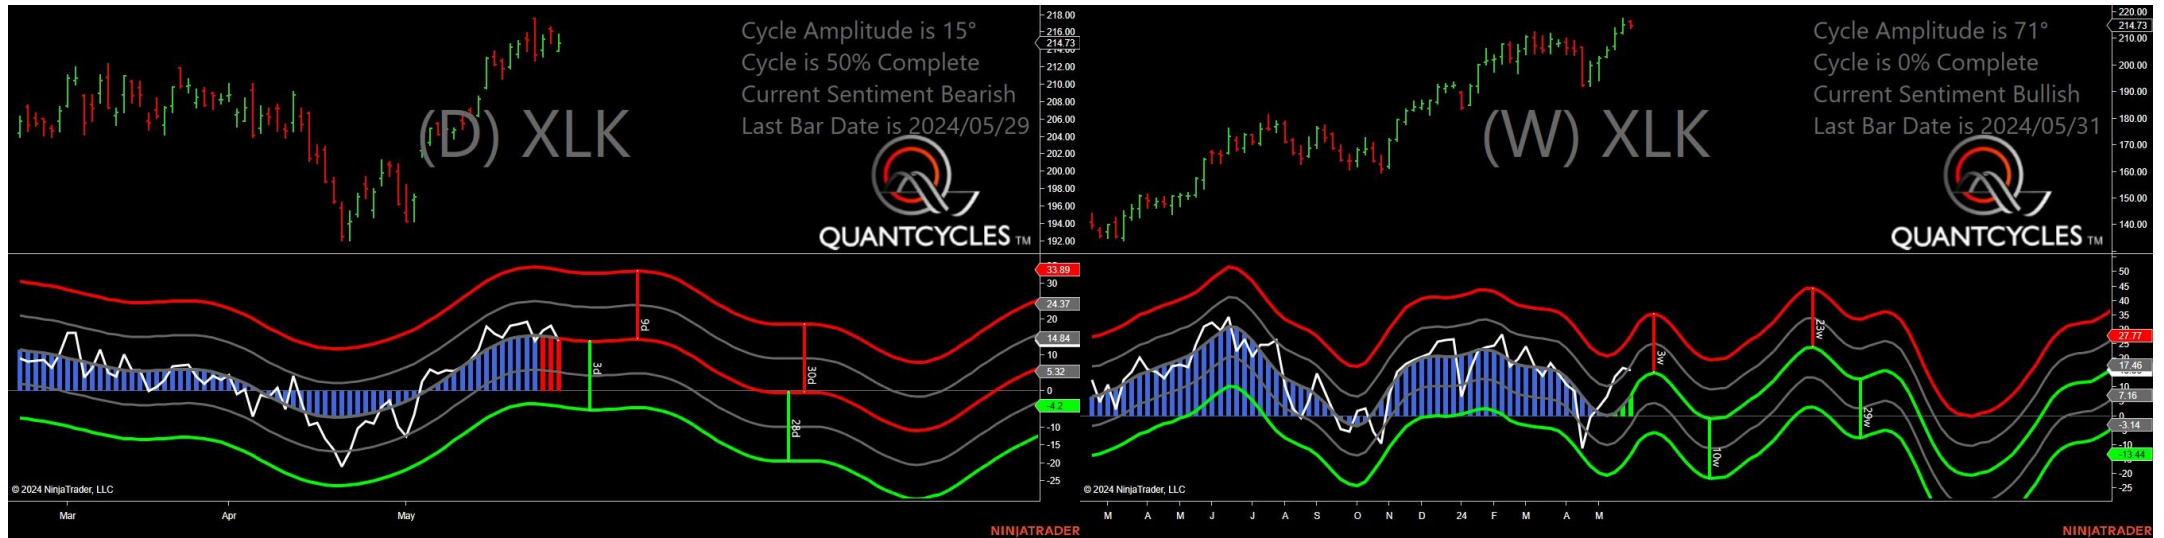 Cycle Amplitude is 15°
Cycle is 50% Complete
Current Sentiment Bearish
Last Bar Date is 2024/05/29
(D) XLK
QUANTCYCLES TM
218.00
216.00
214.73
212.00
210.00
208.00
206.00
204.00
202.00
200.00
198.00
196.00
194.00
192.00
33.89
30
24.37
20
14.84
10
5.32
0
-4.2
-10
-15
-20
-25
3d
9d
28d
30d
© 2024 NinjaTrader, LLC
Mar Apr May
NINJATRADER
Cycle Amplitude is 71°
Cycle is 0% Complete
Current Sentiment Bullish
Last Bar Date is 2024/05/31
(W) XLK
QUANTCYCLES TM
220.00
214.73
210.00
200.00
190.00
180.00
170.00
160.00
150.00
140.00
50
45
40
35
27.77
25
17.46
10
7.16
0
-3.14
-10
-13.44
-20
-25
3w
10w
23w
29w
© 2024 NinjaTrader, LLC
M A M J J A S O N D 24 F M A M
NINJATRADER